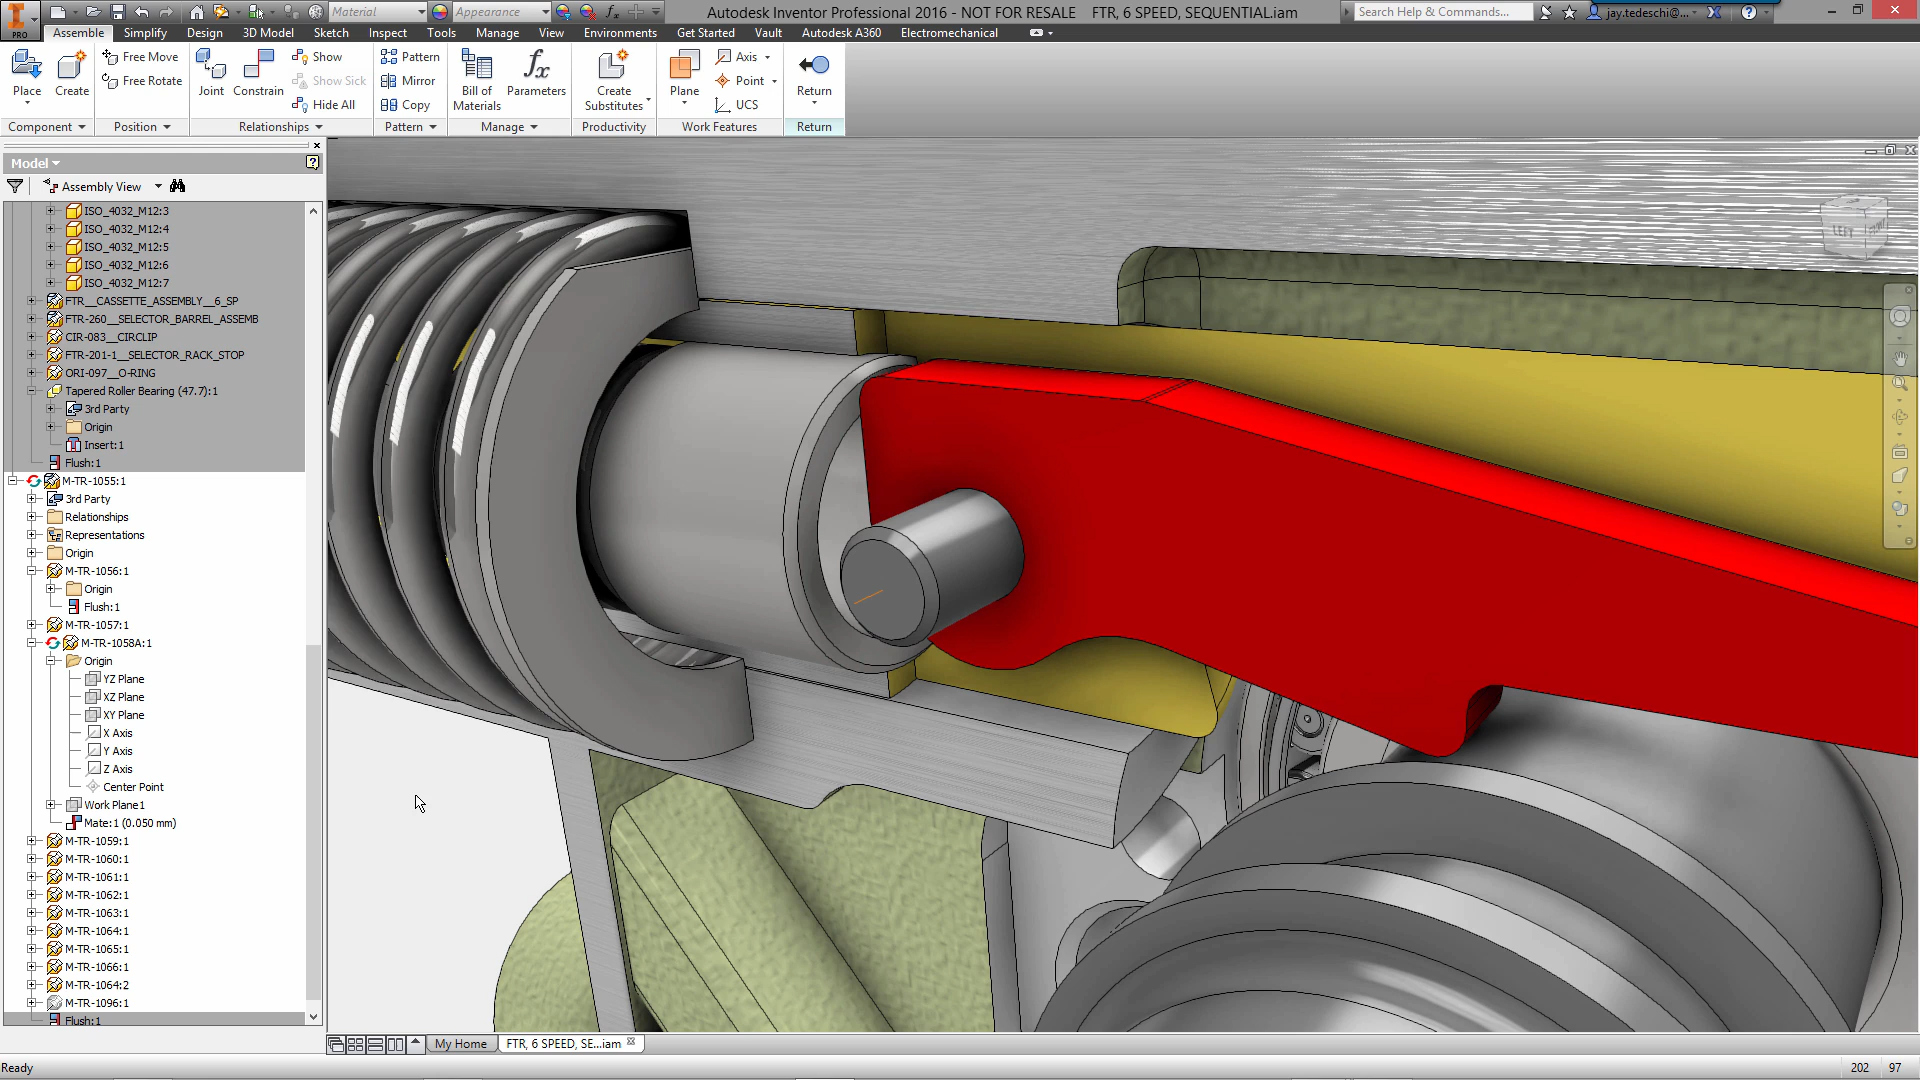 Material
Appearance
Autodesk Inventor Professional 2016 - NOT FOR RESALE FTR, 6 SPEED, SEQUENTIAL.iam
Search Help & Commands...
jay.tedeschi@...
PRO
Assemble Simplify Design 3D Model Sketch Inspect Tools Manage View Environments Get Started Vault Autodesk A360 Electromechanical
Place
Create
Free Move
Free Rotate
Joint
Constrain
Show
Show Sick
Hide All
Pattern
Mirror
Copy
Bill of
Materials
Parameters
Create
Substitutes
Plane
Axis
Point
UCS
Return
Component Position Relationships Pattern Manage Productivity Work Features Return
Model
Assembly View
ISO_4032_M12:3
ISO_4032_M12:4
ISO_4032_M12:5
ISO_4032_M12:6
ISO_4032_M12:7
FTR__CASSETTE_ASSEMBLY__6_SP
FTR-260__SELECTOR_BARREL_ASSEMB
CIR-083__CIRCLIP
FTR-201-1__SELECTOR_RACK_STOP
ORI-097__O-RING
Tapered Roller Bearing (47.7):1
3rd Party
Origin
Insert:1
Flush:1
M-TR-1055:1
3rd Party
Relationships
Representations
Origin
M-TR-1056:1
Origin
Flush:1
M-TR-1057:1
M-TR-1058A:1
Origin
YZ Plane
XZ Plane
XY Plane
X Axis
Y Axis
Z Axis
Center Point
Work Plane1
Mate:1 (0.050 mm)
M-TR-1059:1
M-TR-1060:1
M-TR-1061:1
M-TR-1062:1
M-TR-1063:1
M-TR-1064:1
M-TR-1065:1
M-TR-1066:1
M-TR-1064:2
M-TR-1096:1
Flush:1
LEFT
FRONT
My Home
FTR, 6 SPEED, SE...iam
Ready
202 97